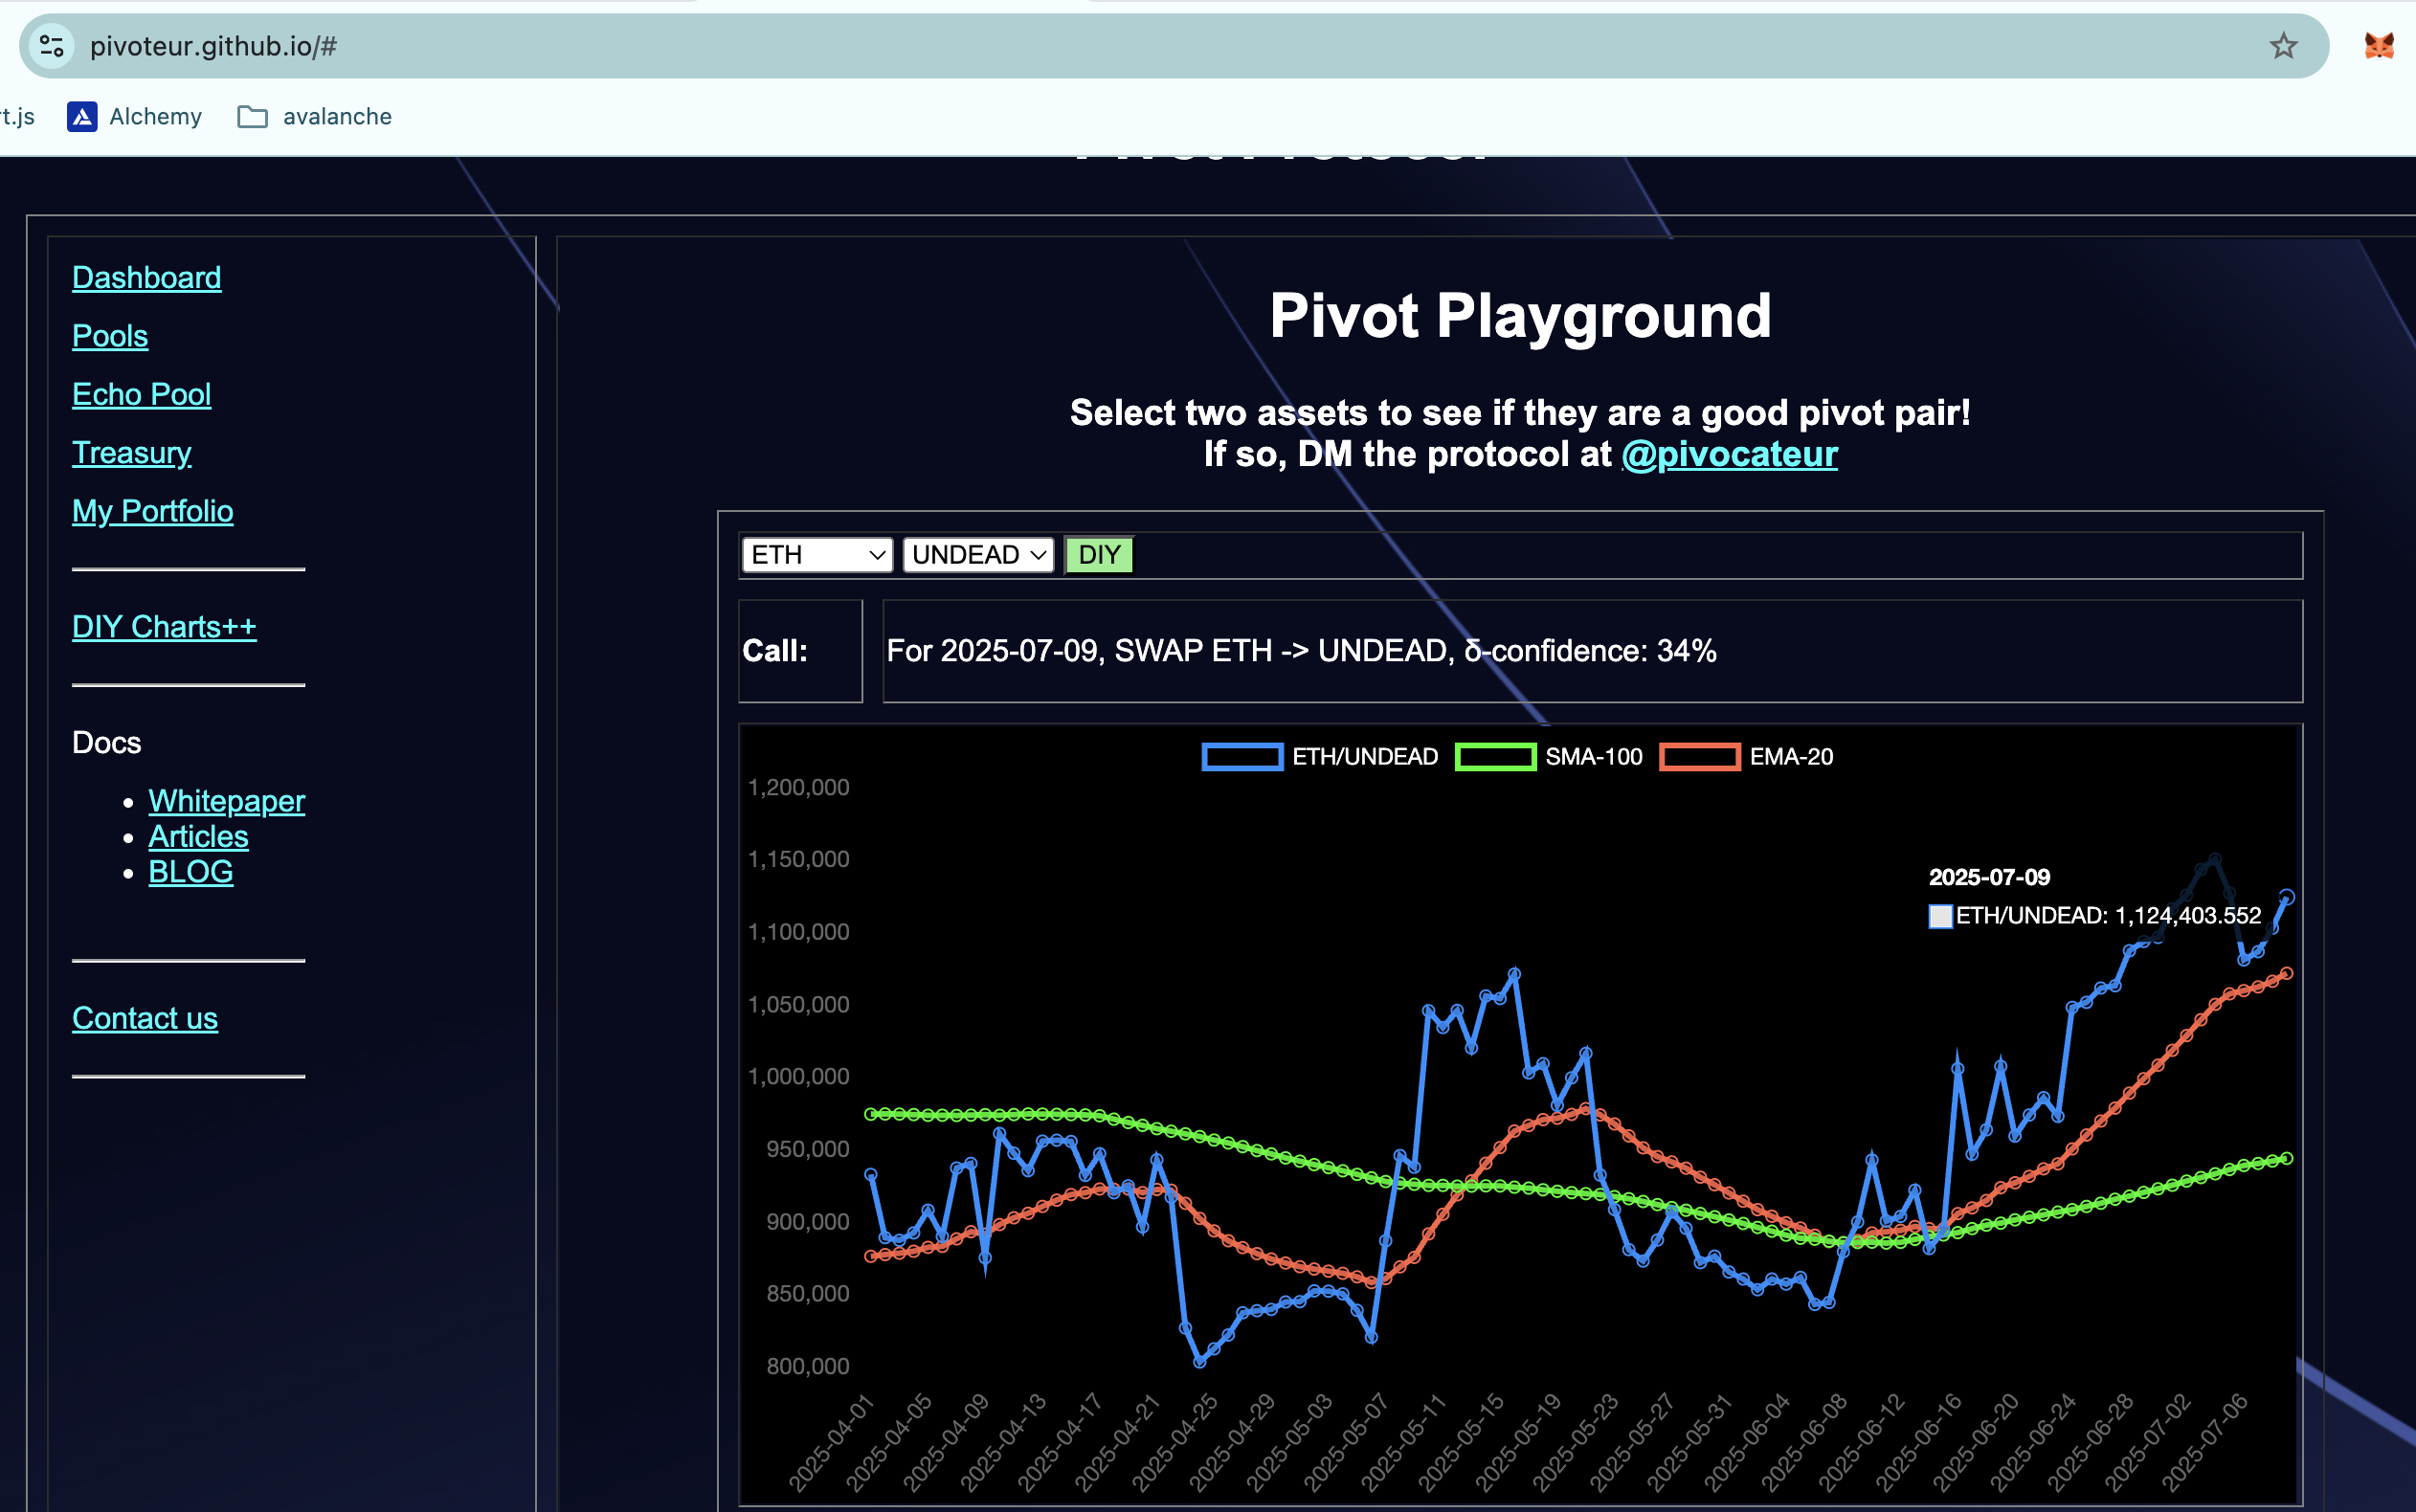 pivoteur.github.io/#
t.js
Alchemy
avalanche
Pivot Protocol
Dashboard
Pools
Echo Pool
Treasury
My Portfolio
DIY Charts++
Docs
Whitepaper
Articles
BLOG
Contact us
Pivot Playground
Select two assets to see if they are a good pivot pair!
If so, DM the protocol at @pivocateur
ETH UNDEAD DIY
Call: For 2025-07-09, SWAP ETH -> UNDEAD, δ-confidence: 34%
ETH/UNDEAD SMA-100 EMA-20
1,200,000
1,150,000
1,100,000
1,050,000
1,000,000
950,000
900,000
850,000
800,000
2025-07-09
ETH/UNDEAD: 1,124,403.552
2025-04-01
2025-04-05
2025-04-09
2025-04-13
2025-04-17
2025-04-21
2025-04-25
2025-04-29
2025-05-03
2025-05-07
2025-05-11
2025-05-15
2025-05-19
2025-05-23
2025-05-27
2025-05-31
2025-06-04
2025-06-08
2025-06-12
2025-06-16
2025-06-20
2025-06-24
2025-06-28
2025-07-02
2025-07-06